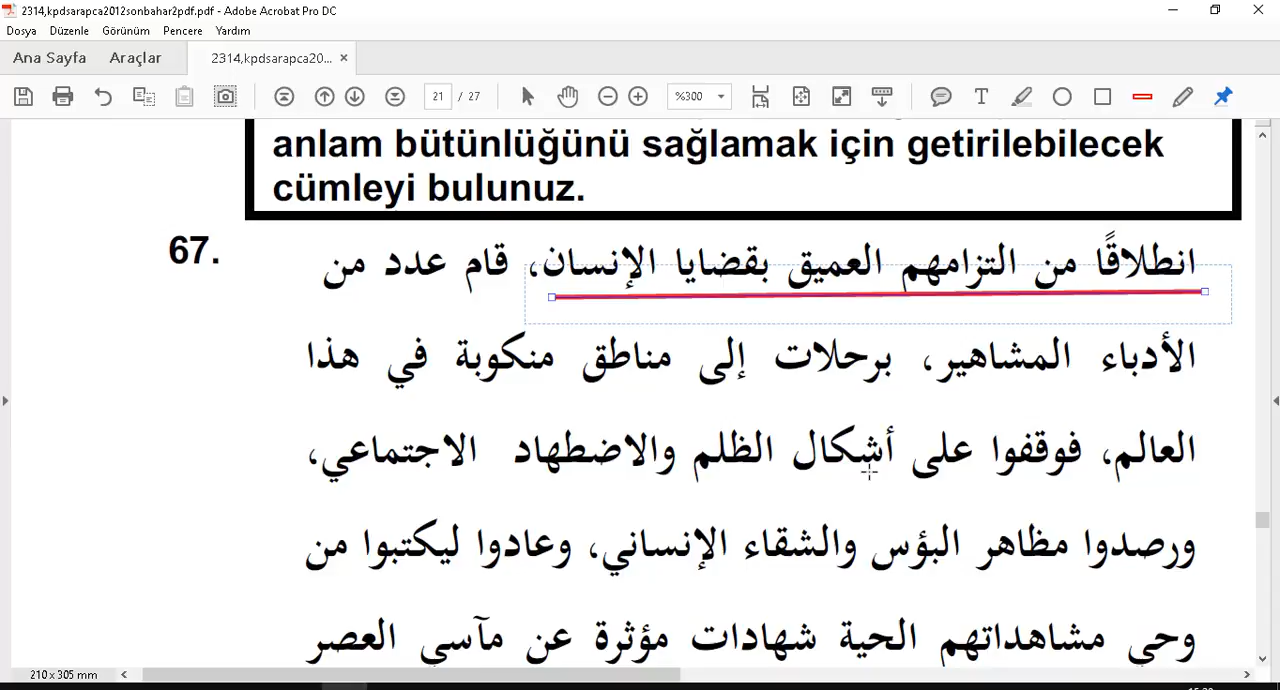 2314,kpdsarapca2012sonbahar2pdf.pdf - Adobe Acrobat Pro DC
Dosya Düzenle Görünüm Pencere Yardım
Ana Sayfa Araçlar 2314,kpdsarapca20... ×
21 / 27 %300
anlam bütünlüğünü sağlamak için getirilebilecek
cümleyi bulunuz.
67.
انطلاقًا من التزامهم العميق بقضايا الإنسان، قام عدد من
الأدباء المشاهير، برحلات إلى مناطق منكوبة في هذا
العالم، فوقفوا على أشكال الظلم والاضطهاد الاجتماعي،
ورصدوا مظاهر البؤس والشقاء الإنساني، وعادوا ليكتبوا من
وحي مشاهداتهم الحية شهادات مؤثرة عن مآسي العصر
210 x 305 mm